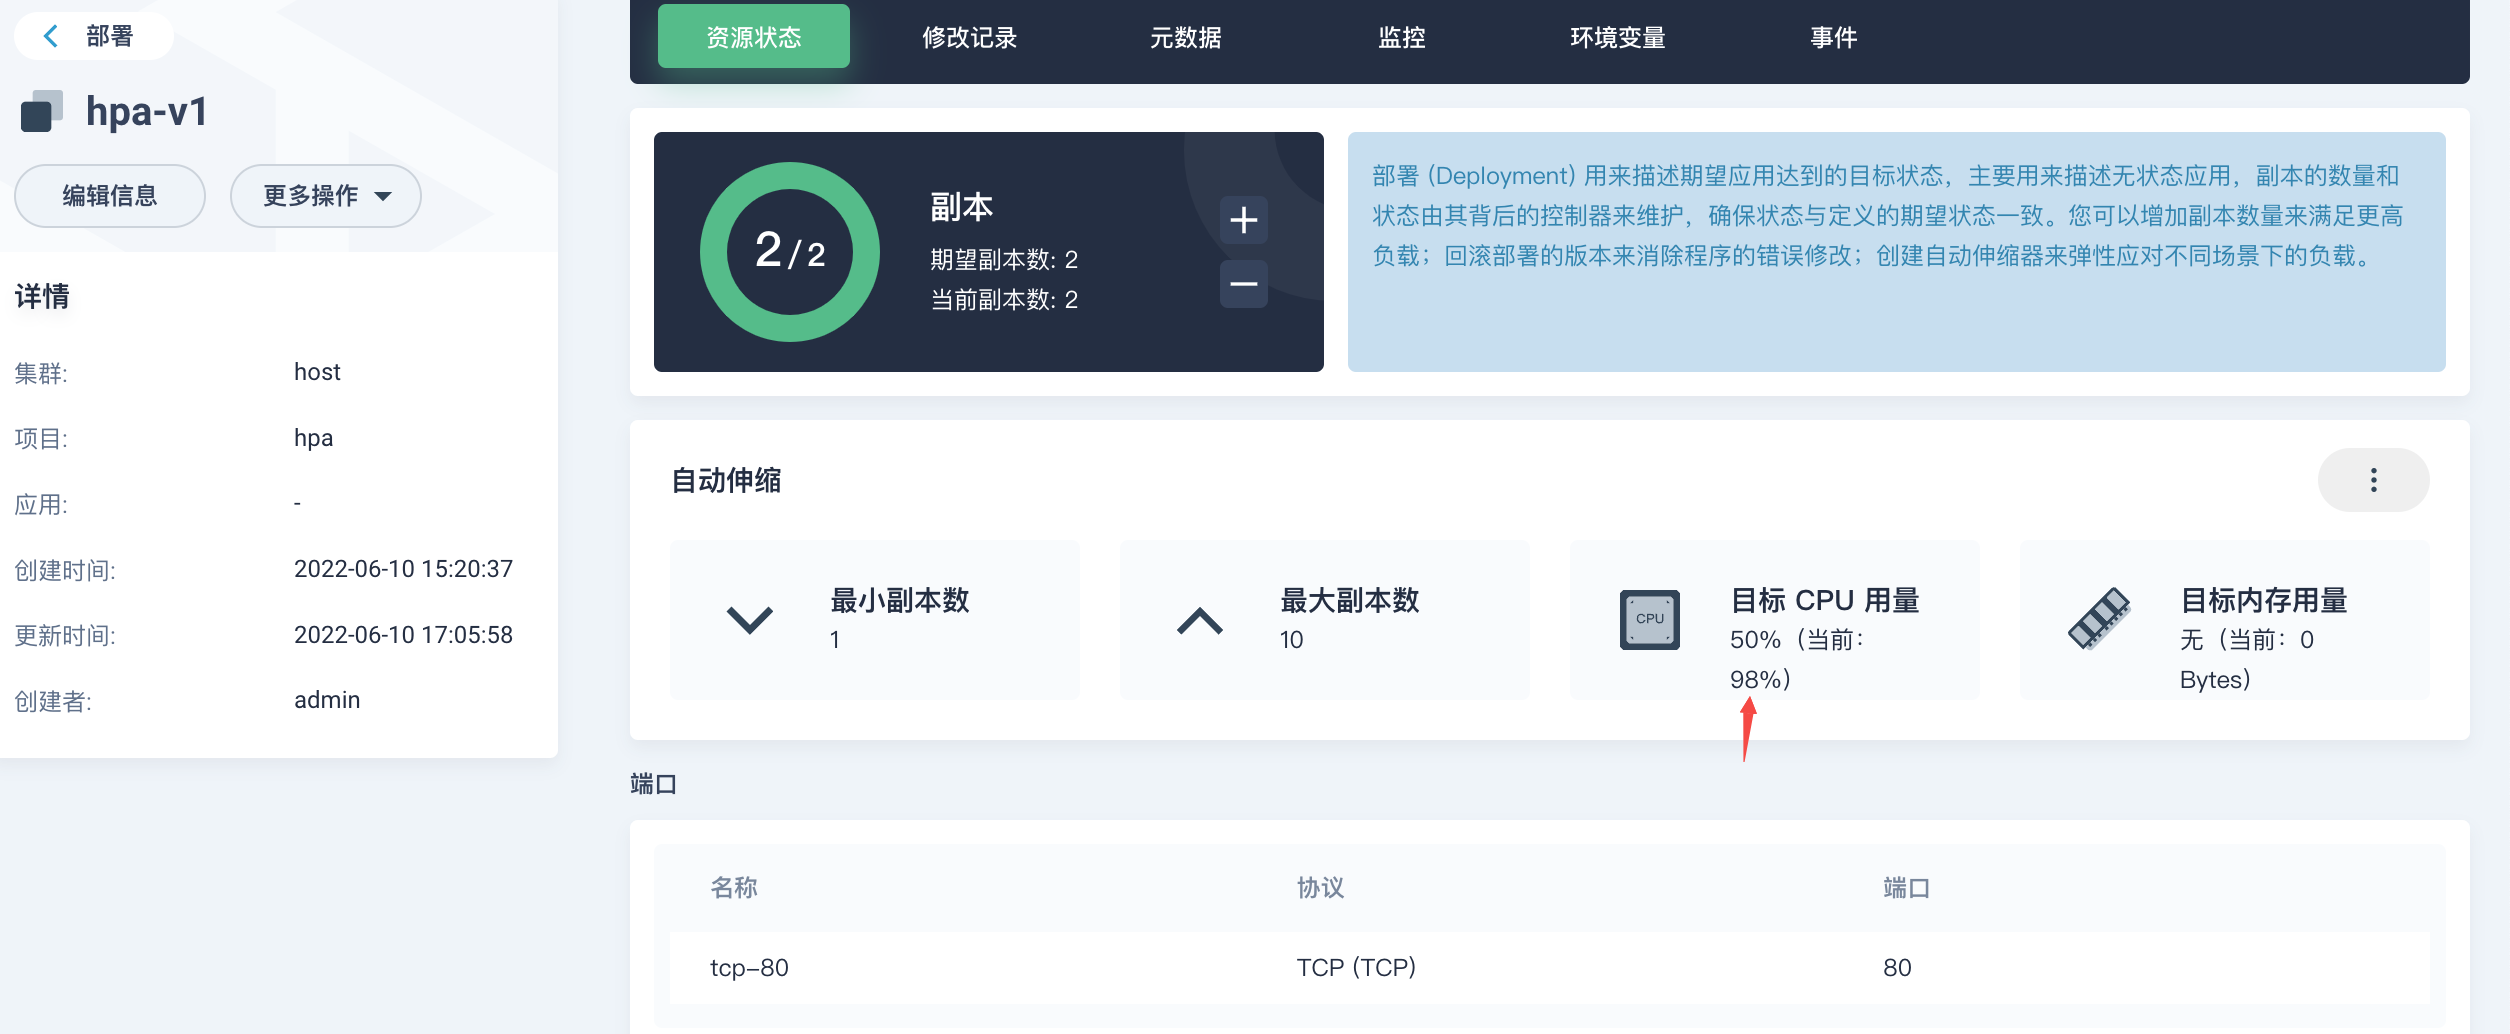 部署
hpa-v1
编辑信息
更多操作
详情
集群: host
项目: hpa
应用: -
创建时间: 2022-06-10 15:20:37
更新时间: 2022-06-10 17:05:58
创建者: admin
资源状态 修改记录 元数据 监控 环境变量 事件
2/2
副本
期望副本数: 2
当前副本数: 2
部署 (Deployment) 用来描述期望应用达到的目标状态，主要用来描述无状态应用，副本的数量和
状态由其背后的控制器来维护，确保状态与定义的期望状态一致。您可以增加副本数量来满足更高
负载；回滚部署的版本来消除程序的错误修改；创建自动伸缩器来弹性应对不同场景下的负载。
自动伸缩
最小副本数
1
最大副本数
10
CPU
目标 CPU 用量
50%（当前：
98%）
目标内存用量
无（当前：0
Bytes）
端口
名称 协议 端口
tcp-80 TCP (TCP) 80